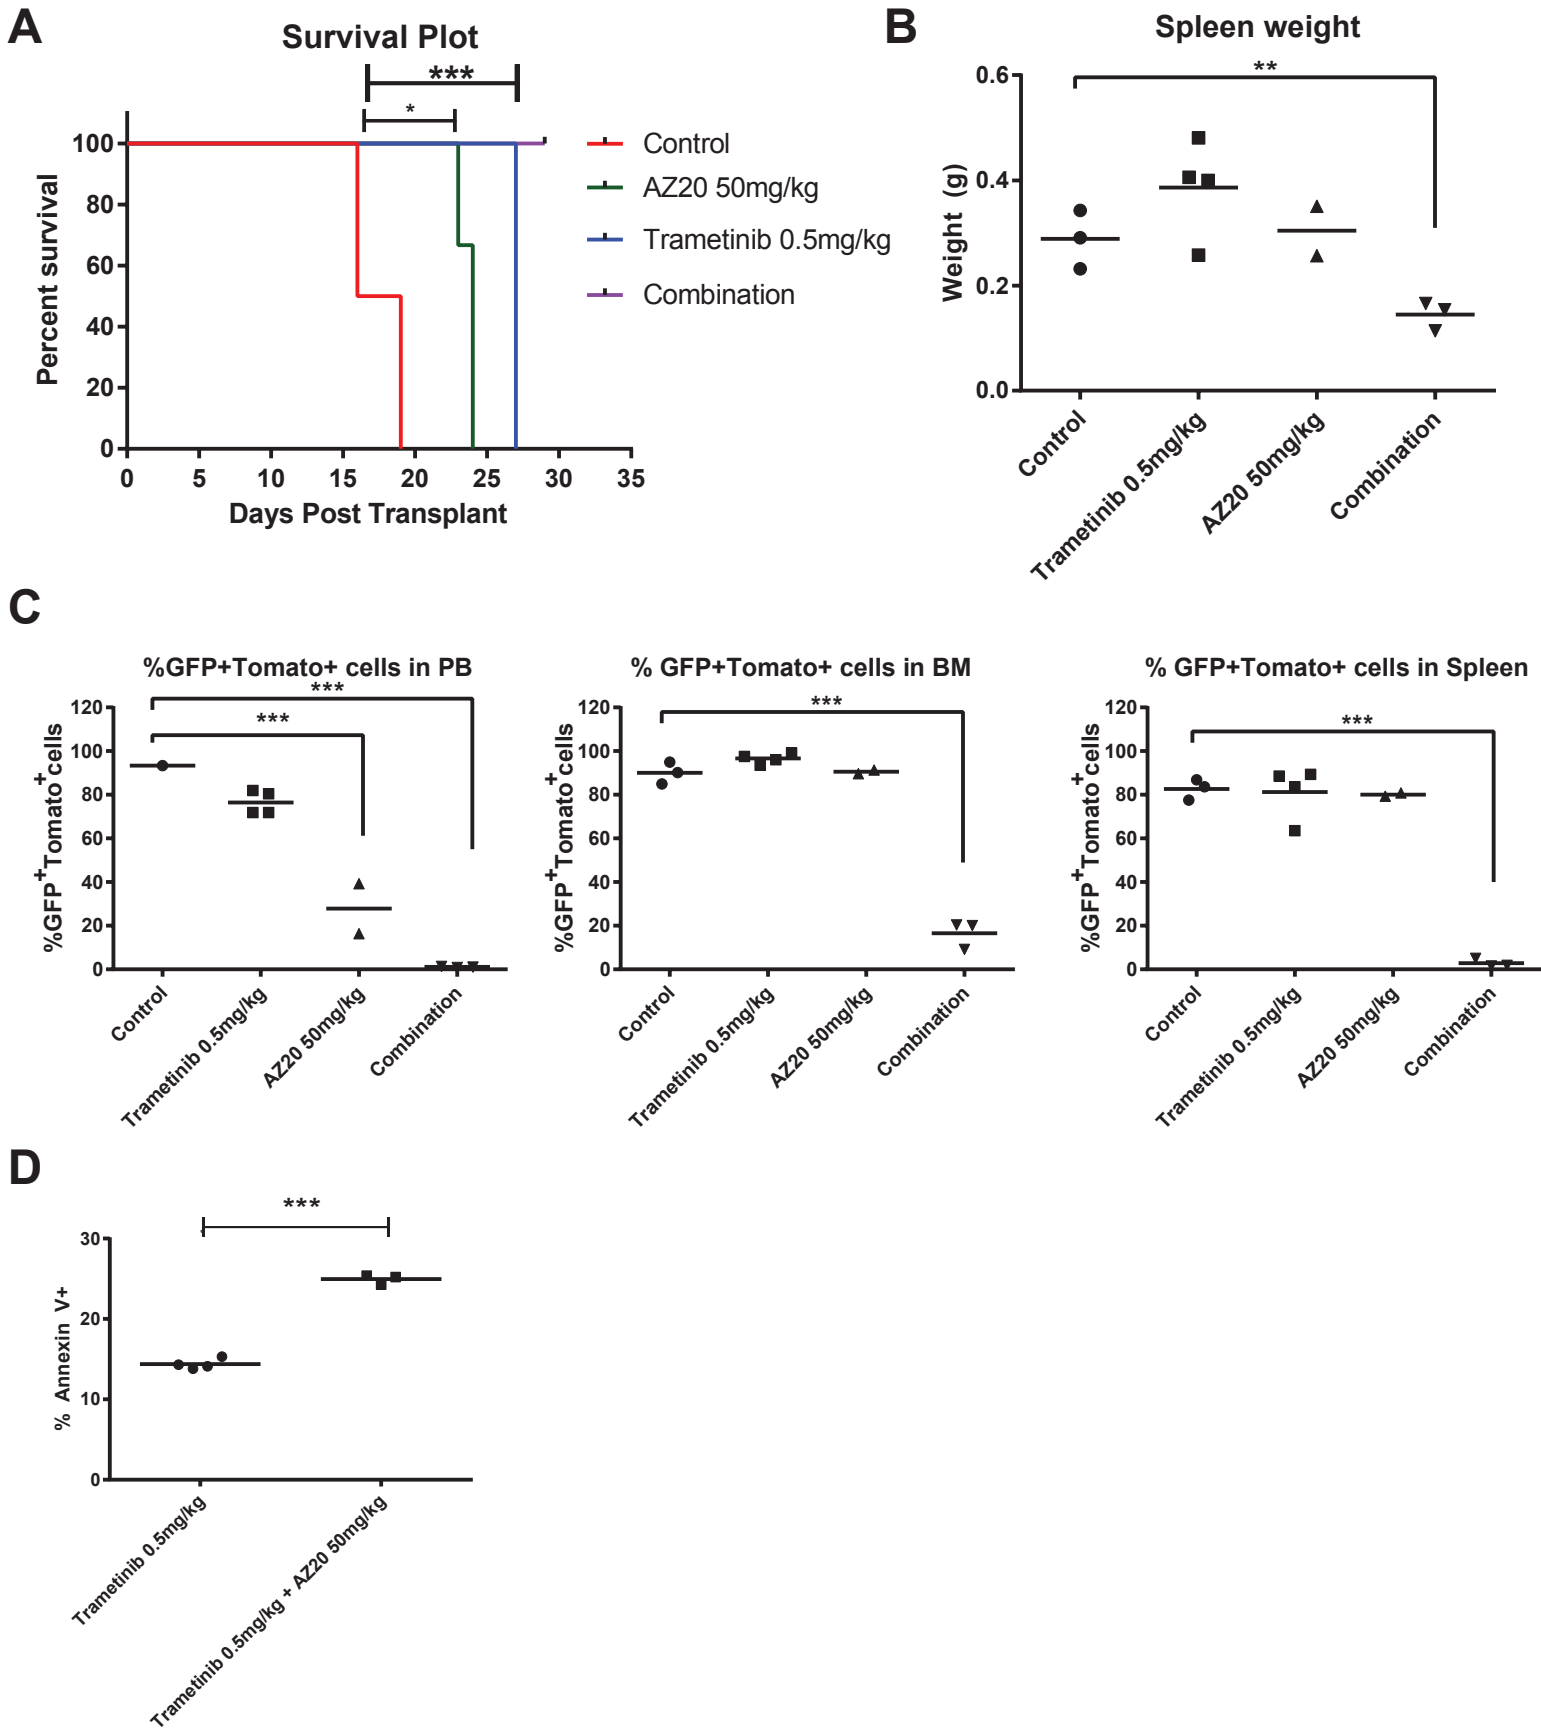 A
Survival Plot
***
*
100
80
60
40
20
0
Percent survival
0 5 10 15 20 25 30 35
Days Post Transplant
Control
AZ20 50mg/kg
Trametinib 0.5mg/kg
Combination
B
Spleen weight
**
0.6
0.4
0.2
0.0
Weight (g)
Control
Trametinib 0.5mg/kg
AZ20 50mg/kg
Combination
C
%GFP+Tomato+ cells in PB
***
***
120
100
80
60
40
20
0
%GFP+Tomato+cells
Control
Trametinib 0.5mg/kg
AZ20 50mg/kg
Combination
% GFP+Tomato+ cells in BM
***
120
100
80
60
40
20
0
%GFP+Tomato+cells
Control
Trametinib 0.5mg/kg
AZ20 50mg/kg
Combination
% GFP+Tomato+ cells in Spleen
***
120
100
80
60
40
20
0
%GFP+Tomato+cells
Control
Trametinib 0.5mg/kg
AZ20 50mg/kg
Combination
D
***
30
20
10
0
% Annexin V+
Trametinib 0.5mg/kg
Trametinib 0.5mg/kg + AZ20 50mg/kg